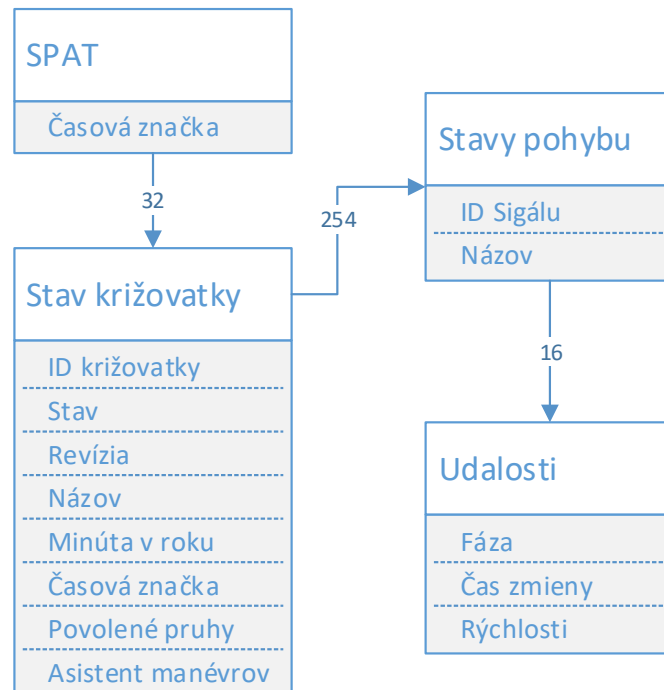 SPAT
Časová značka
32
Stav križovatky
ID križovatky
Stav
Revízia
Názov
Minúta v roku
Časová značka
Povolené pruhy
Asistent manévrov
254
Stavy pohybu
ID Sigálu
Názov
16
Udalosti
Fáza
Čas zmieny
Rýchlosti